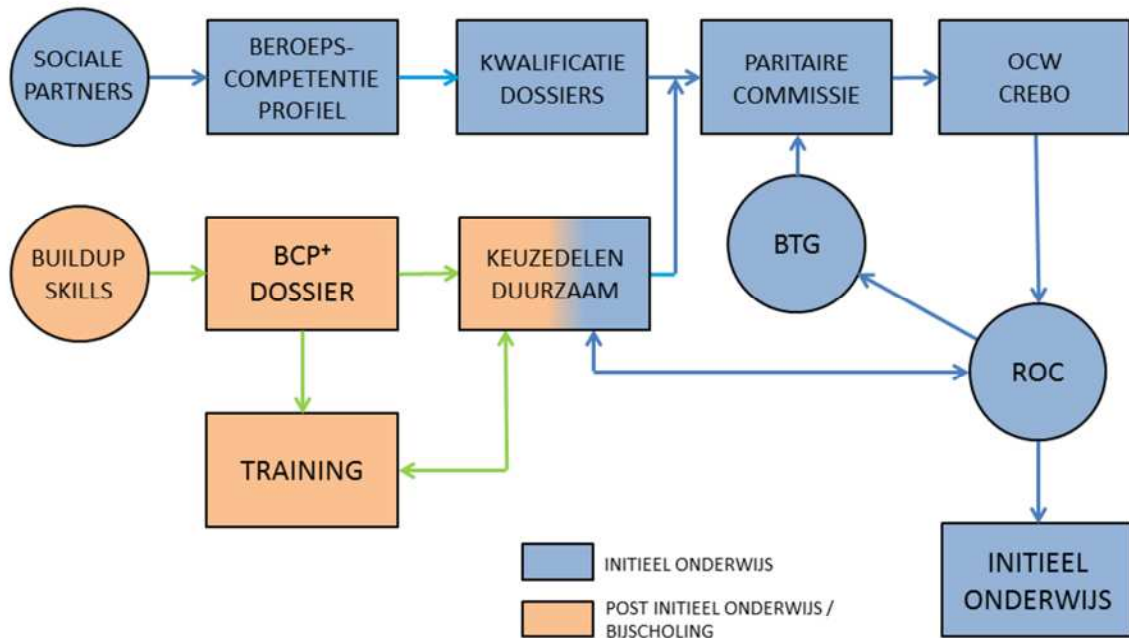 SOCIALE
PARTNERS
BEROEPS-
COMPETENTIE
PROFIEL
KWALIFICATIE
DOSSIERS
PARITAIRE
COMMISSIE
OCW
CREBO
BUILDUP
SKILLS
BCP⁺
DOSSIER
KEUZEDELEN
DUURZAAM
BTG
ROC
TRAINING
INITIEEL
ONDERWIJS
INITIEEL ONDERWIJS
POST INITIEEL ONDERWIJS /
BIJSCHOLING